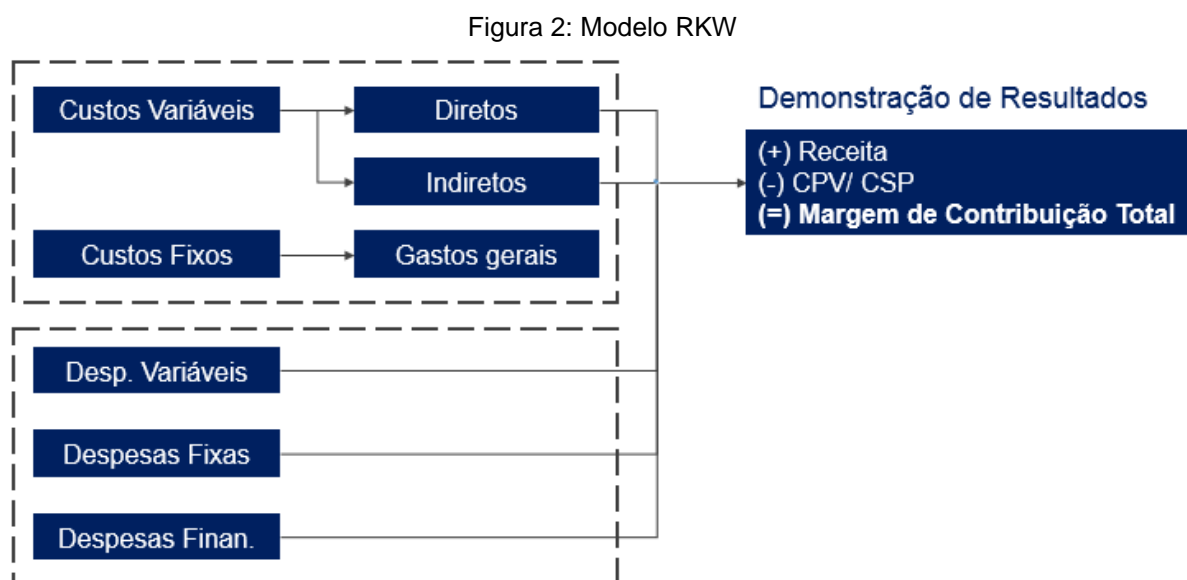 Figura 2: Modelo RKW
Custos Variáveis
Diretos
Indiretos
Custos Fixos
Gastos gerais
Desp. Variáveis
Despesas Fixas
Despesas Finan.
Demonstração de Resultados
(+) Receita
(-) CPV/ CSP
(=) Margem de Contribuição Total